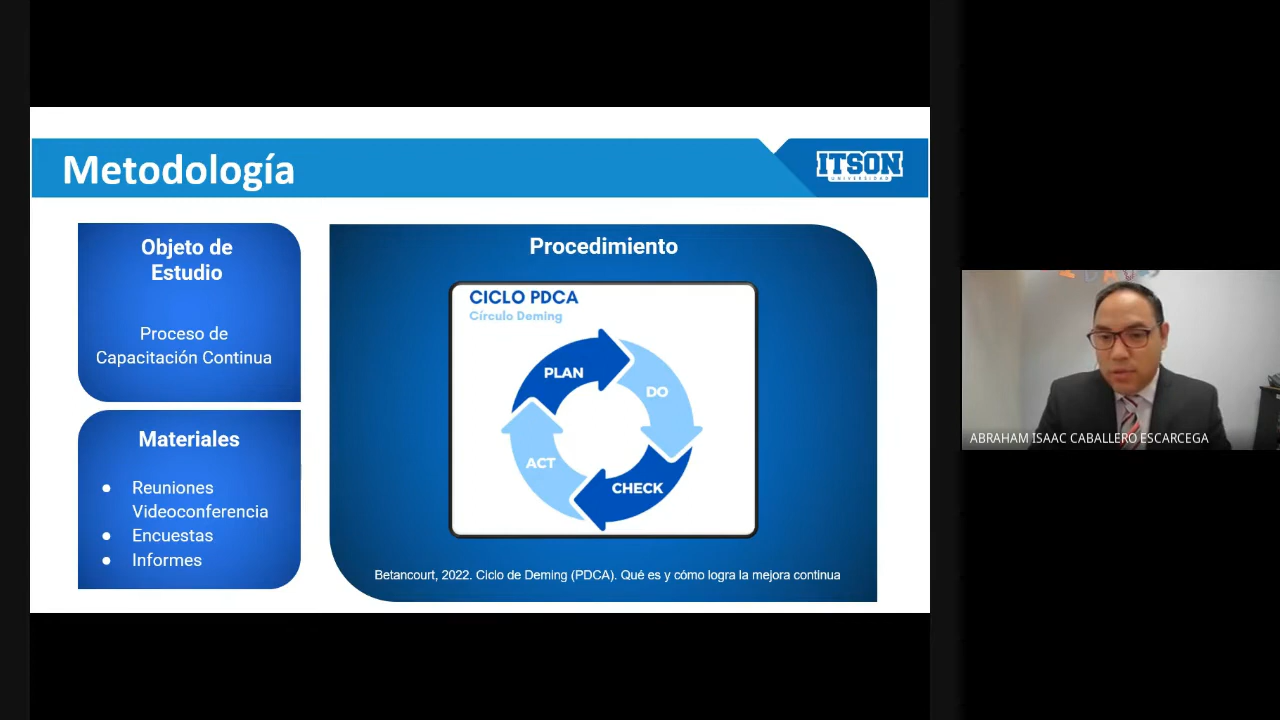 Metodología
ITSON
UNIVERSIDAD
Objeto de
Estudio
Proceso de
Capacitación Continua
Materiales
● Reuniones
Videoconferencia
● Encuestas
● Informes
Procedimiento
CICLO PDCA
Círculo Deming
PLAN
DO
CHECK
ACT
Betancourt, 2022. Ciclo de Deming (PDCA). Qué es y cómo logra la mejora continua
ABRAHAM ISAAC CABALLERO ESCARCEGA